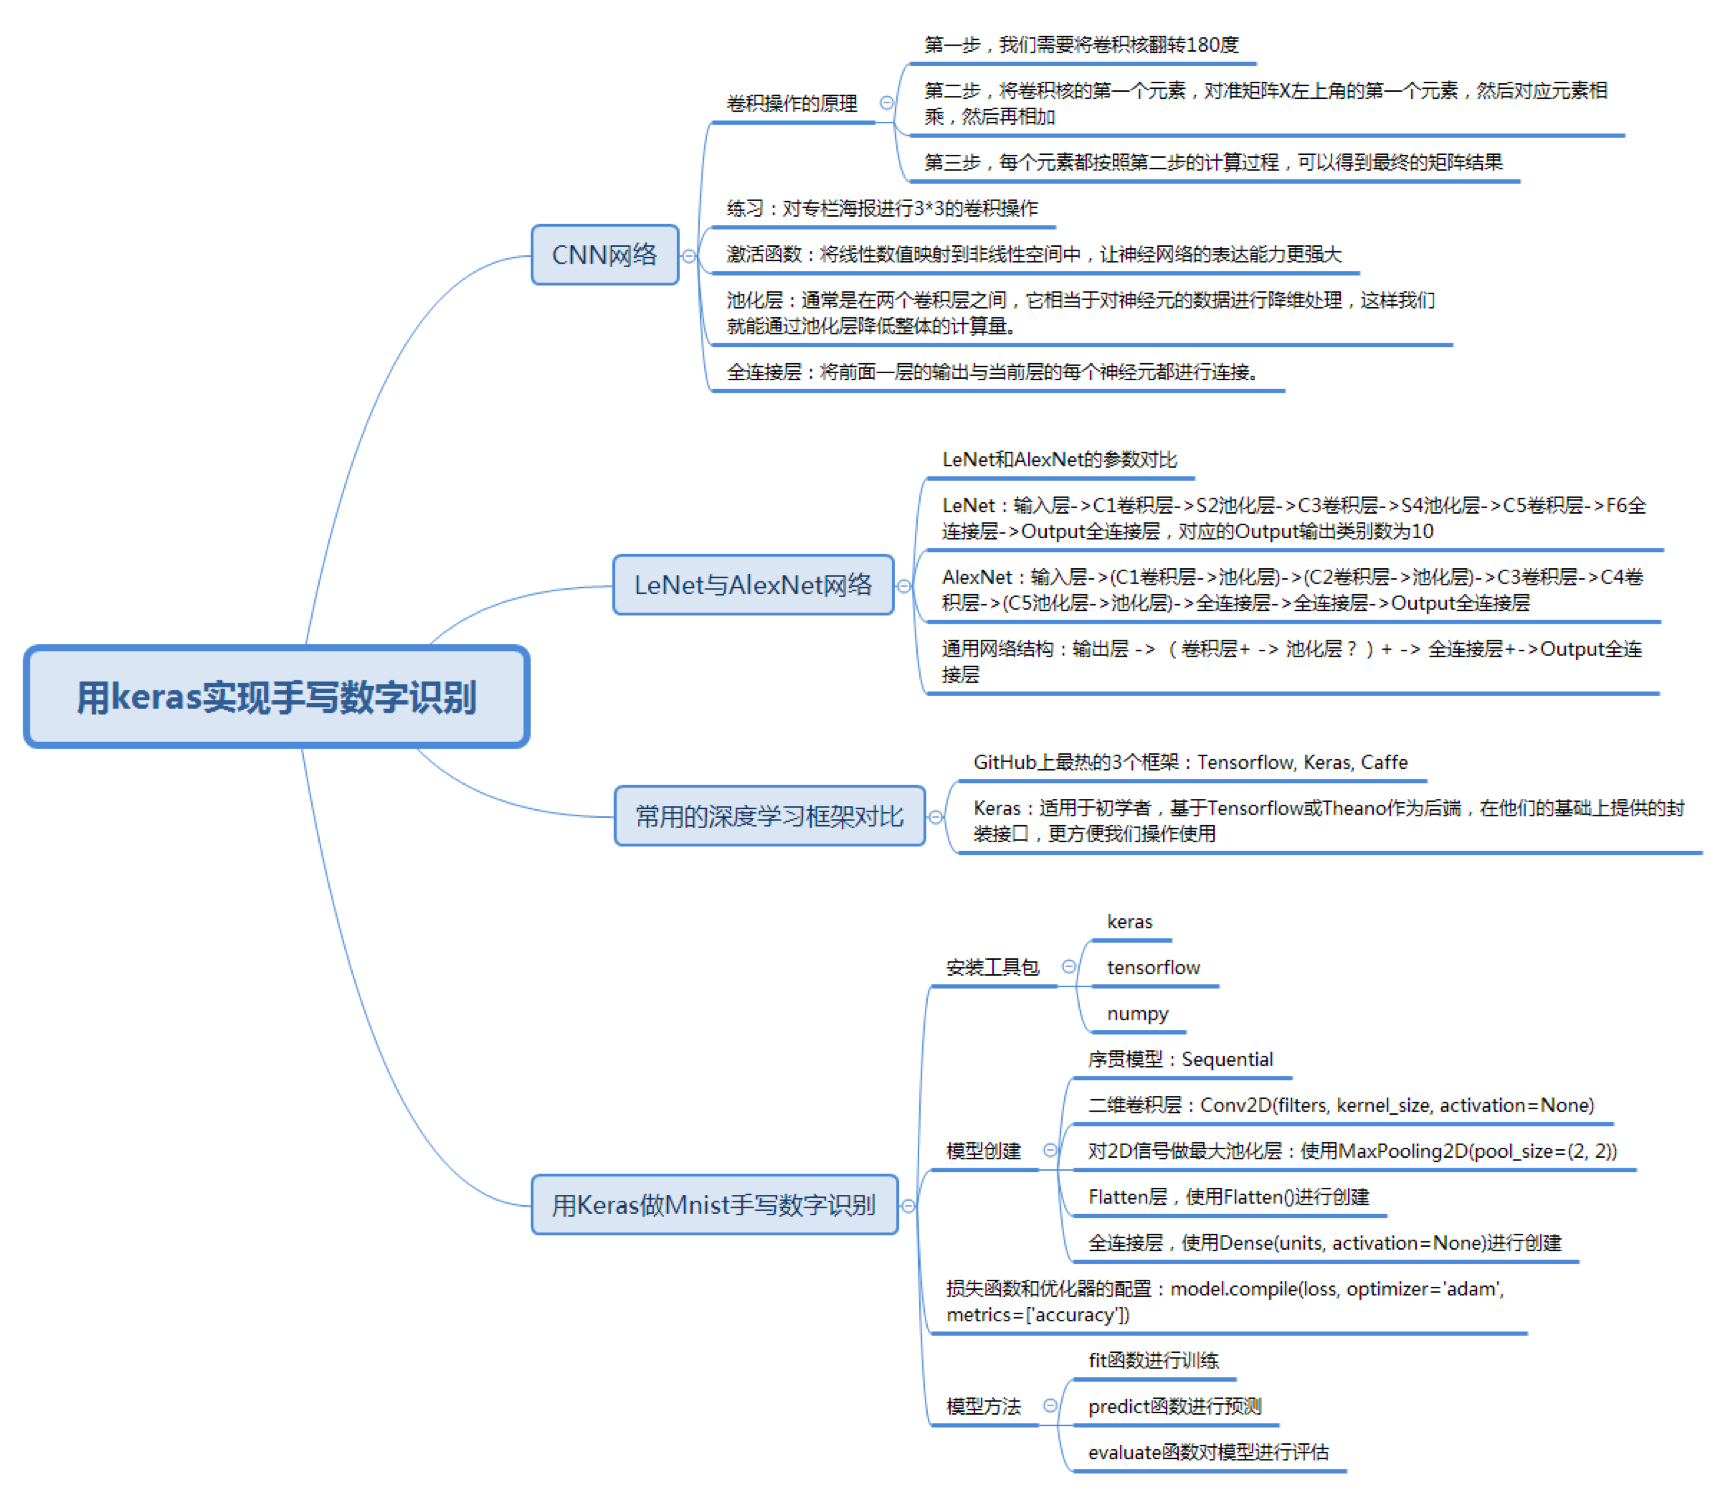 用keras实现手写数字识别
CNN网络
卷积操作的原理
第一步，我们需要将卷积核翻转180度
第二步，将卷积核的第一个元素，对准矩阵X左上角的第一个元素，然后对应元素相
乘，然后再相加
第三步，每个元素都按照第二步的计算过程，可以得到最终的矩阵结果
练习：对专栏海报进行3*3的卷积操作
激活函数：将线性数值映射到非线性空间中，让神经网络的表达能力更强大
池化层：通常是在两个卷积层之间，它相当于对神经元的数据进行降维处理，这样我们
就能通过池化层降低整体的计算量。
全连接层：将前面一层的输出与当前层的每个神经元都进行连接。
LeNet与AlexNet网络
LeNet和AlexNet的参数对比
LeNet：输入层->C1卷积层->S2池化层->C3卷积层->S4池化层->C5卷积层->F6全
连接层->Output全连接层，对应的Output输出类别数为10
AlexNet：输入层->(C1卷积层->池化层)->(C2卷积层->池化层)->C3卷积层->C4卷
积层->(C5池化层->池化层)->全连接层->全连接层->Output全连接层
通用网络结构：输出层 -> （卷积层+ -> 池化层？）+ -> 全连接层+->Output全连
接层
常用的深度学习框架对比
GitHub上最热的3个框架：Tensorflow, Keras, Caffe
Keras：适用于初学者，基于Tensorflow或Theano作为后端，在他们的基础上提供的封
装接口，更方便我们操作使用
用Keras做Mnist手写数字识别
安装工具包
keras
tensorflow
numpy
模型创建
序贯模型：Sequential
二维卷积层：Conv2D(filters, kernel_size, activation=None)
对2D信号做最大池化层：使用MaxPooling2D(pool_size=(2, 2))
Flatten层，使用Flatten()进行创建
全连接层，使用Dense(units, activation=None)进行创建
损失函数和优化器的配置：model.compile(loss, optimizer='adam',
metrics=['accuracy'])
模型方法
fit函数进行训练
predict函数进行预测
evaluate函数对模型进行评估